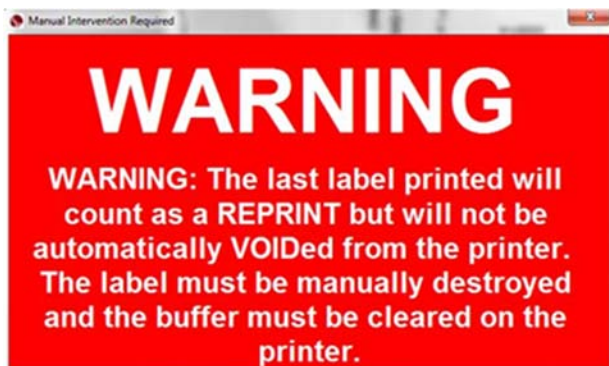 Manual Intervention Required
WARNING
WARNING: The last label printed will
count as a REPRINT but will not be
automatically VOIDed from the printer.
The label must be manually destroyed
and the buffer must be cleared on the
printer.